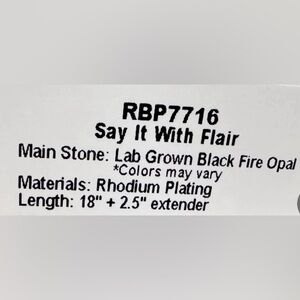 RBP7716
Say It With Flair
Main Stone: Lab Grown Black Fire Opal
*Colors may vary
Materials: Rhodium Plating
Length: 18" + 2.5" extender